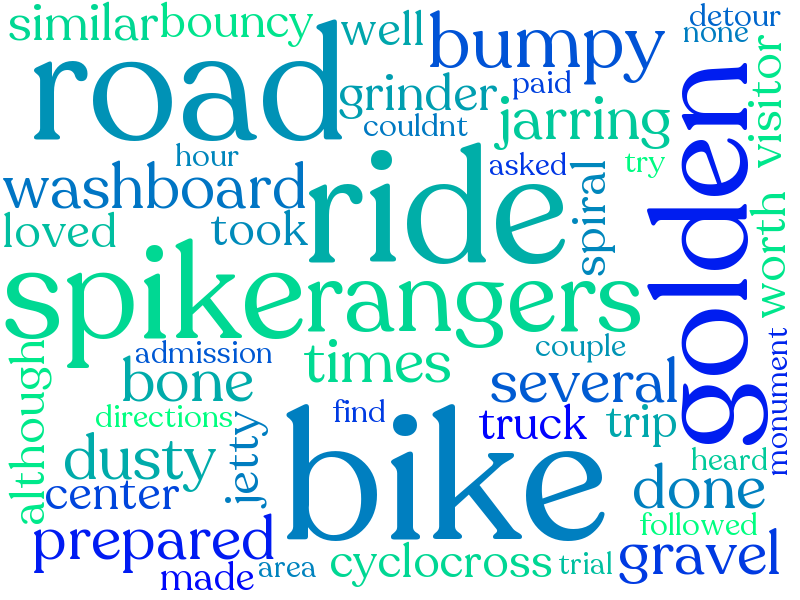 similar
bouncy
well
bumpy
detour
none
road
grinder
paid
visitor
couldnt
jarring
golden
hour
washboard
ride
asked
try
spiral
loved
took
worth
spike
rangers
admission
times
couple
monument
although
bone
several
directions
find
truck
trip
dusty
jetty
bike
heard
center
done
prepared
followed
cyclocross
trial
gravel
made
area